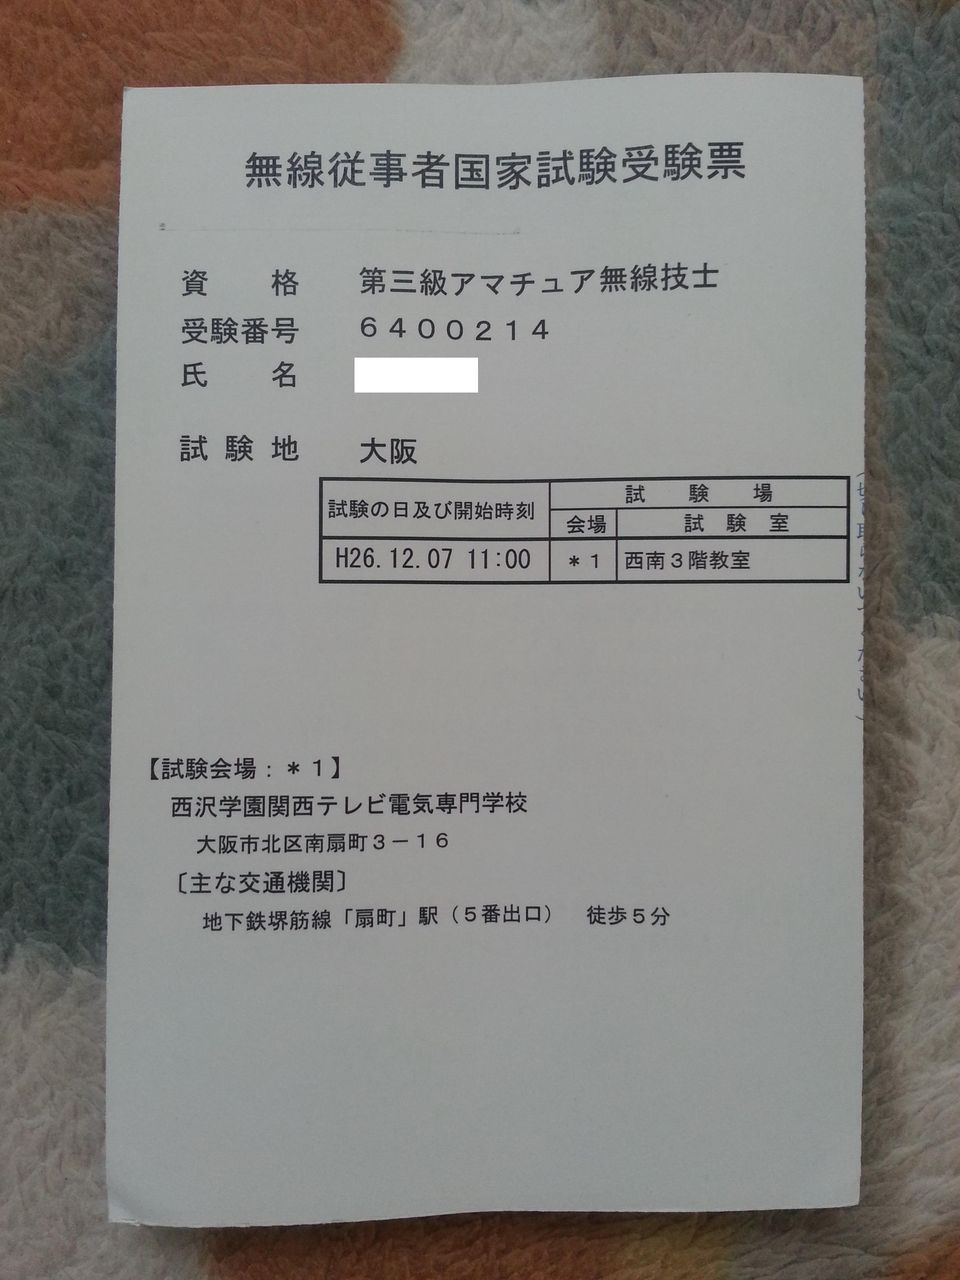 無線従事者国家試験受験票
資格 第三級アマチュア無線技士
受験番号 6400214
氏名
試験地 大阪
試験の日及び開始時刻 試験場
会場 試験室
H26.12.07 11:00 *1 西南3階教室
【試験会場：*1】
西沢学園関西テレビ電気専門学校
大阪市北区南扇町3－16
〔主な交通機関〕
地下鉄堺筋線「扇町」駅（5番出口） 徒歩5分